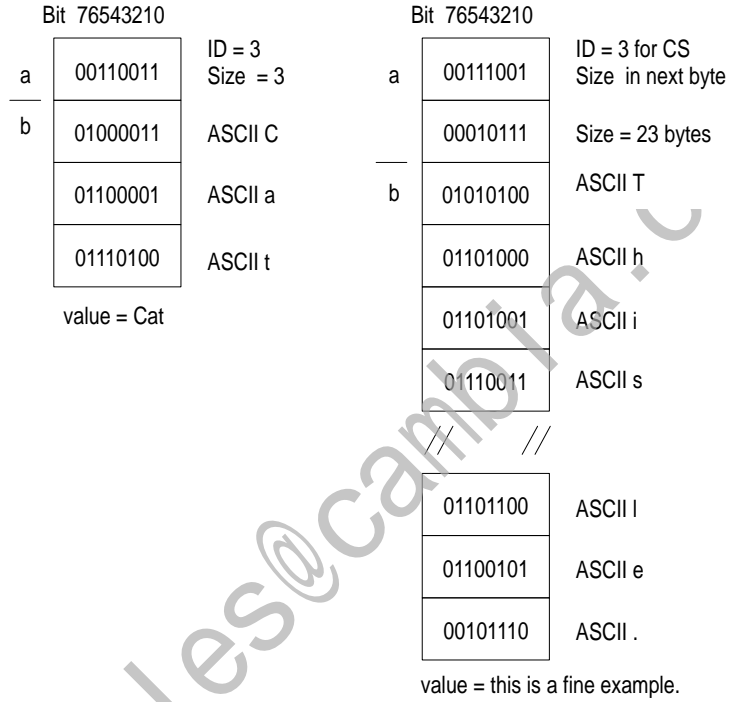 Bit 76543210
a 00110011 ID = 3
Size = 3
b 01000011 ASCII C
01100001 ASCII a
01110100 ASCII t
value = Cat
Bit 76543210
a 00111001 ID = 3 for CS
Size in next byte
00010111 Size = 23 bytes
b 01010100 ASCII T
01101000 ASCII h
01101001 ASCII i
01110011 ASCII s
// //
01101100 ASCII l
01100101 ASCII e
00101110 ASCII .
value = this is a fine example.
les@cambia.c